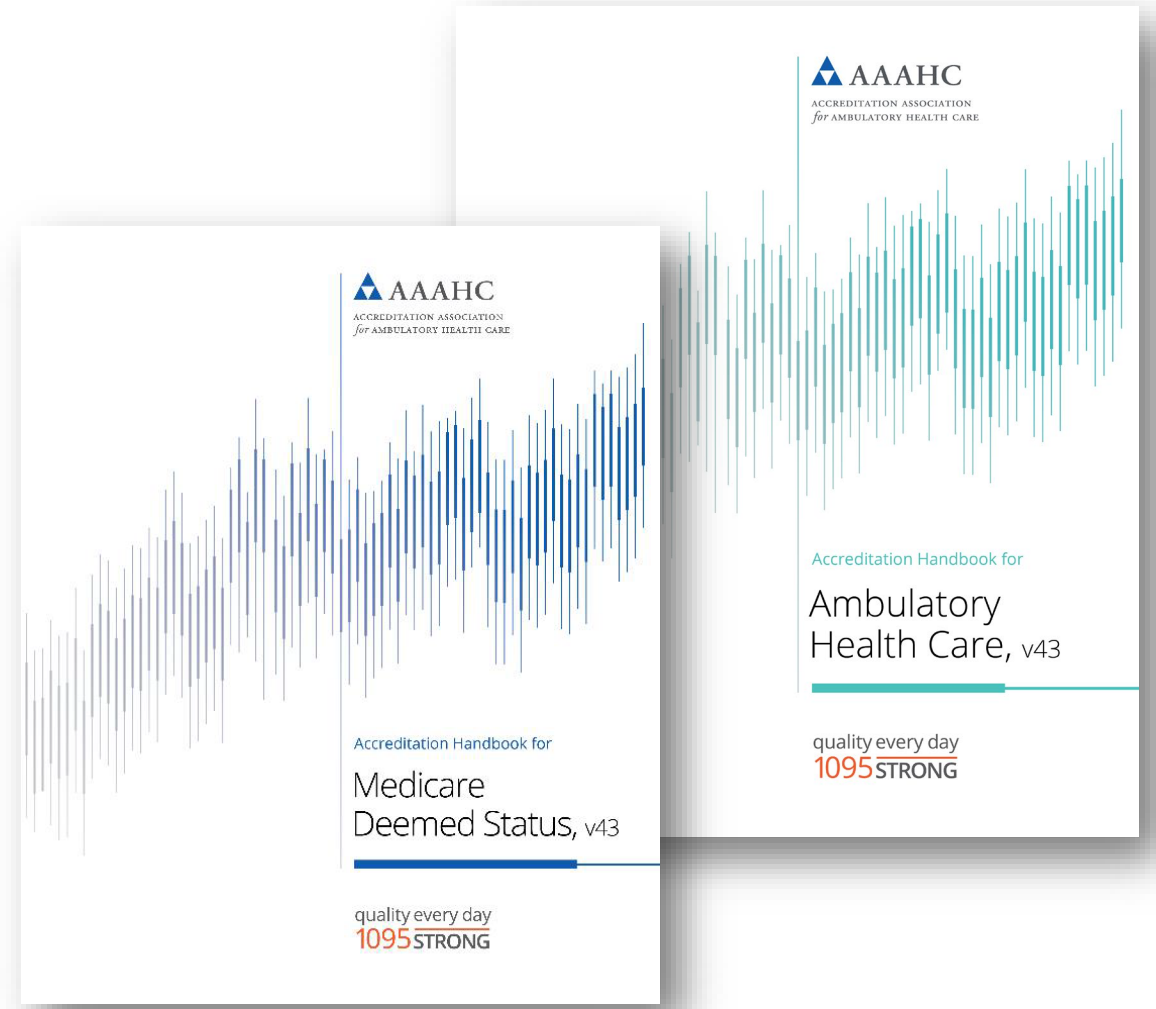 AAAHC
ACCREDITATION ASSOCIATION
for AMBULATORY HEALTH CARE
Accreditation Handbook for
Medicare
Deemed Status, v43
quality every day
1095 STRONG
AAAHC
ACCREDITATION ASSOCIATION
for AMBULATORY HEALTH CARE
Accreditation Handbook for
Ambulatory
Health Care, v43
quality every day
1095 STRONG